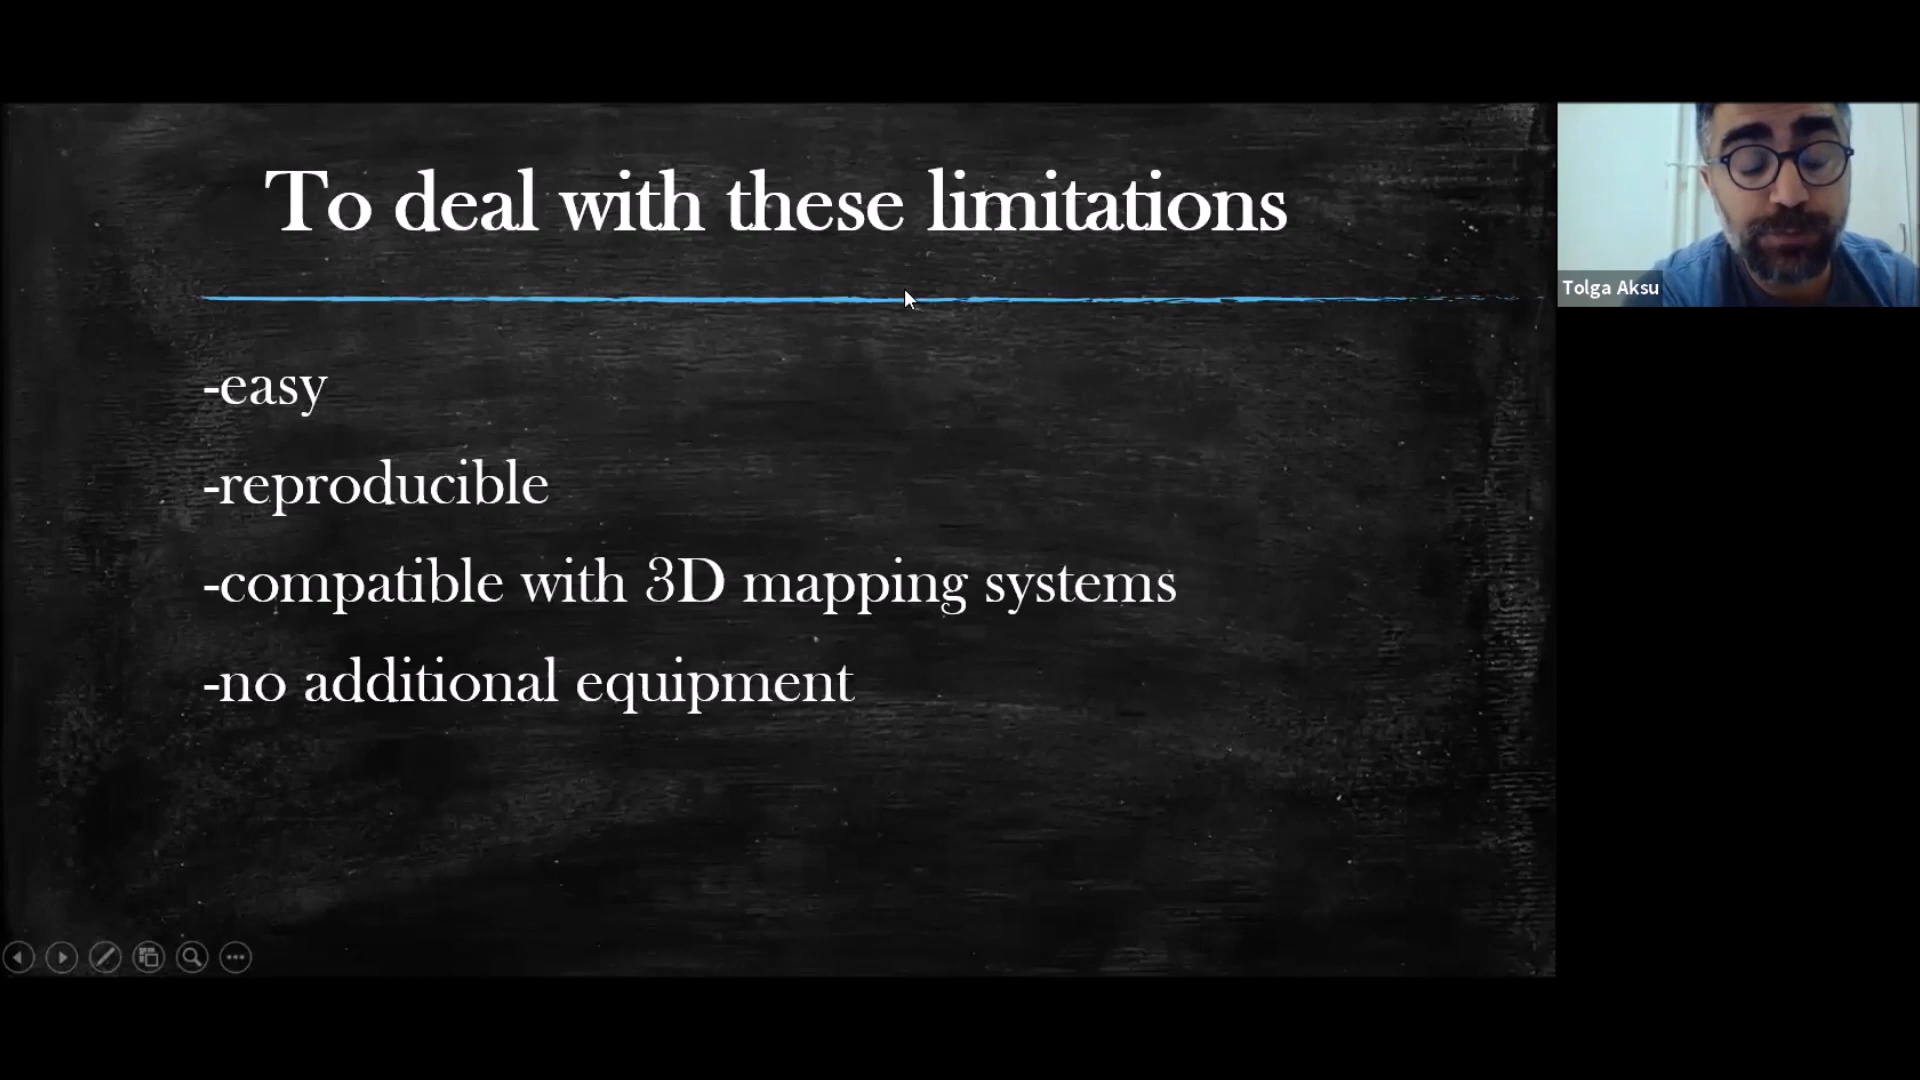 To deal with these limitations
-easy
-reproducible
-compatible with 3D mapping systems
-no additional equipment
Tolga Aksu